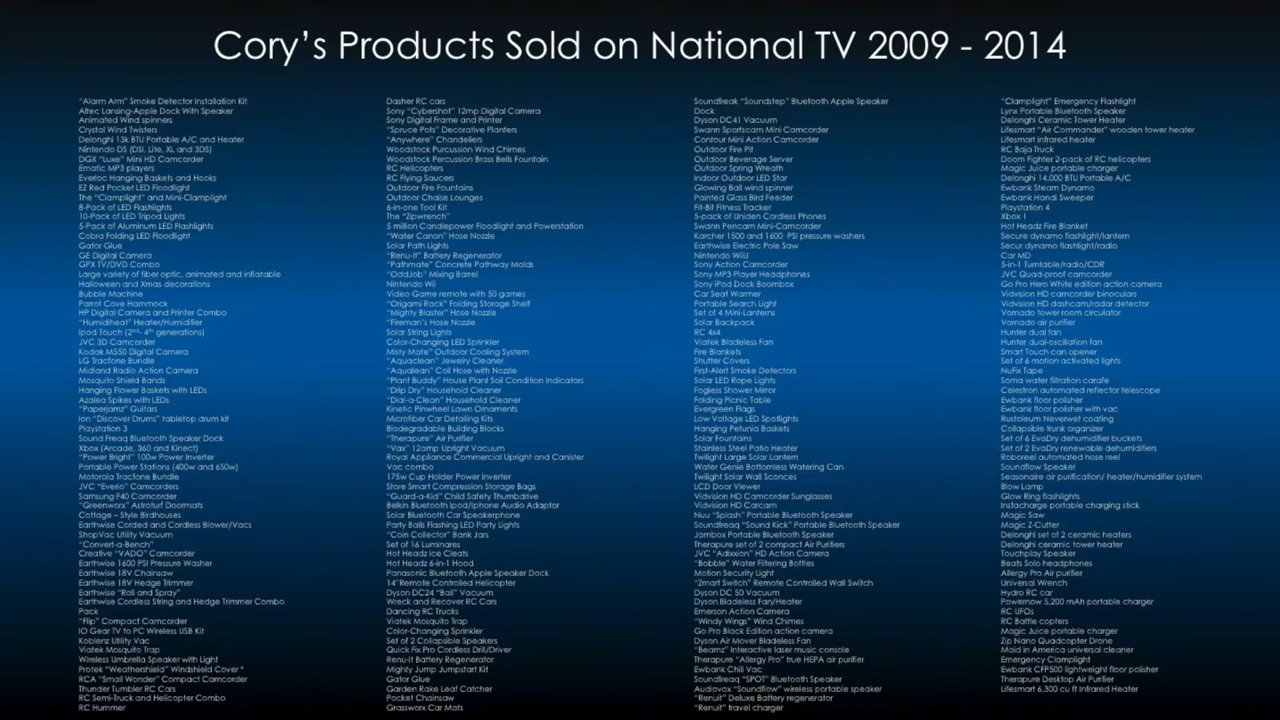 Cory's Products Sold on National TV 2009 - 2014
"Alarm Arm" Smoke Detector Installation Kit
Altec Lansing-Apple Dock With Speaker
Animated Wind spinners
Crystal Wind Twisters
Delonghi 13k BTU Portable A/C and Heater
Nintendo DS (DSi, Lite, XL and 3DS)
DGX "Luxe" Mini HD Camcorder
Ematic MP3 players
Everloc Hanging Baskets and Hooks
EZ Red Pocket LED Floodlight
The "Clamplight" and Mini-Clamplight
8-Pack of LED Flashlights
10-Pack of LED Tripod Lights
5-Pack of Aluminum LED Flashlights
Cobra Folding LED Floodlight
Gator Glue
GE Digital Camera
GPX TV/DVD Combo
Large variety of fiber optic, animated and inflatable
Halloween and Xmas decorations
Bubble Machine
Parrot Cove Hammock
HP Digital Camera and Printer Combo
"Humidiheat" Heater/Humidifier
Ipod Touch (2nd- 4th generations)
JVC 3D Camcorder
Kodak M550 Digital Camera
LG Tracfone Bundle
Midland Radio Action Camera
Mosquito Shield Bands
Hanging Flower Baskets with LEDs
Azalea Spikes with LEDs
"Paperjamz" Guitars
Ion "Discover Drums" tabletop drum kit
Playstation 3
Sound Freaq Bluetooth Speaker Dock
Xbox (Arcade, 360 and Kinect)
"Power Bright" 100w Power Inverter
Portable Power Stations (400w and 650w)
Motorola Tracfone Bundle
JVC "Everio" Camcorders
Samsung F40 Camcorder
"Greenworx" Astroturf Doormats
Cottage – Style Birdhouses
Earthwise Corded and Cordless Blower/Vacs
ShopVac Utility Vacuum
"Convert-a-Bench"
Creative "VADO" Camcorder
Earthwise 1600 PSI Pressure Washer
Earthwise 18V Chainsaw
Earthwise 18V Hedge Trimmer
Earthwise "Roll and Spray"
Earthwise Cordless String and Hedge Trimmer Combo
Pack
"Flip" Compact Camcorder
IO Gear TV to PC Wireless USB Kit
Koblenz Utility Vac
Viatek Mosquito Trap
Wireless Umbrella Speaker with Light
Protek "Weathershield" Windshield Cover*
RCA "Small Wonder" Compact Camcorder
Thunder Tumbler RC Cars
RC Semi-Truck and Helicopter Combo
RC Hummer
Dasher RC cars
Sony "Cybershot" 12mp Digital Camera
Sony Digital Frame and Printer
"Spruce Pots" Decorative Planters
"Anywhere" Chandeliers
Woodstock Purcussion Wind Chimes
Woodstock Percussion Brass Bells Fountain
RC Helicopters
RC Flying Saucers
Outdoor Fire Fountains
Outdoor Chaise Lounges
6-in-one Tool Kit
The "Zipwrench"
5 million Candlepower Floodlight and Powerstation
"Water Canon" Hose Nozzle
Solar Path Lights
"Renu-It" Battery Regenerator
"Pathmate" Concrete Pathway Molds
"OddJob" Mixing Barrel
Nintendo Wii
Video Game remote with 50 games
"Origami Rack" Folding Storage Shelf
"Mighty Blaster" Hose Nozzle
"Fireman's Hose Nozzle
Solar String Lights
Color-Changing LED Sprinkler
Misty Mate" Outdoor Cooling System
"Aquaclean" Jewelry Cleaner
"Aqualean" Coil Hose with Nozzle
"Plant Buddy" House Plant Soil Condition Indicators
"Drip Dry" Household Cleaner
"Dial-a-Clean" Household Cleaner
Kinetic Pinwheel Lawn Ornaments
Microfiber Car Detailing Kits
Biodegradable Building Blocks
"Therapure" Air Purifier
"Vax" 12amp Upright Vacuum
Royal Appliance Commercial Upright and Canister
Vac combo
175w Cup Holder Power Inverter
Store Smart Compression Storage Bags
"Guard-a-Kid" Child Safety Thumbdrive
Belkin Bluetooth Ipod/Iphone Audio Adaptor
Solar Bluetooth Car Speakerphone
Party Balls Flashing LED Party Lights
"Coin Collector" Bank Jars
Set of 16 Luminares
Hot Headz Ice Cleats
Hot Headz 6-in-1 Hood
Panasonic Bluetooth Apple Speaker Dock
14"Remote Controlled Helicopter
Dyson DC24 "Ball" Vacuum
Wreck and Recover RC Cars
Dancing RC Trucks
Viatek Mosquito Trap
Color-Changing Sprinkler
Set of 2 Collapsible Speakers
Quick Fix Pro Cordless Drill/Driver
Renu-it Battery Regenerator
Mighty Jump Jumpstart Kit
Gator Glue
Garden Rake Leaf Catcher
Pocket Chainsaw
Grassworx Car Mats
Soundfreak "Soundstep" Bluetooth Apple Speaker
Dock
Dyson DC41 Vacuum
Swann Sportscam Mini Camcorder
Contour Mini Action Camcorder
Outdoor Fire Pit
Outdoor Beverage Server
Outdoor Spring Wreath
Indoor Outdoor LED Star
Glowing Ball wind spinner
Painted Glass Bird Feeder
Fit-Bit Fitness Tracker
5-pack of Uniden Cordless Phones
Swann Pencam Mini-Camcorder
Karcher 1500 and 1600 PSI pressure washers
Earthwise Electric Pole Saw
Nintendo WiiU
Sony Action Camcorder
Sony MP3 Player Headphones
Sony iPod Dock Boombox
Car Seat Warmer
Portable Search Light
Set of 4 Mini-Lanterns
Solar Backpack
RC 4x4
Viatek Bladeless Fan
Fire Blankets
Shutter Covers
First-Alert Smoke Detectors
Solar LED Rope Lights
Fogless Shower Mirror
Folding Picnic Table
Evergreen Flags
Low Voltage LED Spotlights
Hanging Petunia Baskets
Solar Fountains
Stainless Steel Patio Heater
Twilight Large Solar Lantern
Water Genie Bottomless Watering Can
Twilight Solar Wall Sconces
LCD Door Viewer
Vidvision HD Camcorder Sunglasses
Vidvision HD Carcam
Nuu "Splash" Portable Bluetooth Speaker
Soundfreaq "Sound Kick" Portable Bluetooth Speaker
Jambox Portable Bluetooth Speaker
Therapure set of 2 compact Air Purifiers
JVC "Adixxion" HD Action Camera
"Bobble" Water Filtering Bottles
Motion Security Light
"Zmart Switch" Remote Controlled Wall Switch
Dyson DC 50 Vacuum
Dyson Bladeless Fan/Heater
Emerson Action Camera
"Windy Wings" Wind Chimes
Go Pro Black Edition action camera
Dyson Air Mover Bladeless Fan
"Beamz" Interactive laser music console
Therapure "Allergy Pro" true HEPA air purifier
Ewbank Chili Vac
Soundfreaq "SPOT" Bluetooth Speaker
Audiovox "Soundflow" wireless portable speaker
"Renuit" Deluxe Battery regenerator
"Renuit" travel charger
"Clamplight" Emergency Flashlight
Lynx Portable Bluetooth Speaker
Delonghi Ceramic Tower Heater
Lifesmart "Air Commander" wooden tower heater
Lifesmart infrared heater
RC Baja Truck
Doom Fighter 2-pack of RC helicopters
Magic Juice portable charger
Delonghi 14,000 BTU Portable A/C
Ewbank Steam Dynamo
Ewbank Handi Sweeper
Playstation 4
Xbox 1
Hot Headz Fire Blanket
Secure dynamo flashlight/lantern
Secur dynamo flashlight/radio
Car MD
5-in-1 Turntable/radio/CDR
JVC Quad-proof camcorder
Go Pro Hero White edition action camera
Vidvision HD camcorder binoculars
Vidvision HD dashcam/radar detector
Vornado tower room circulator
Vornado air purifier
Hunter dual fan
Hunter dual-oscillation fan
Smart Touch can opener
Set of 6 motion activated lights
NuFix Tape
Soma water filtration carafe
Celestron automated reflector telescope
Ewbank floor polisher
Ewbank floor polisher with vac
Rustoleum Neverwet coating
Collapsible trunk organizer
Set of 6 EvaDry dehumidifier buckets
Set of 2 EvaDry renewable dehumidifiers
Roboreel automated hose reel
Soundflow Speaker
Seasonaire air purification/ heater/humidifier system
Blow Lamp
Glow Ring flashlights
Instacharge portable charging stick
Magic Saw
Magic Z-Cutter
Delonghi set of 2 ceramic heaters
Delonghi ceramic tower heater
Touchplay Speaker
Beats Solo headphones
Allergy Pro Air purifier
Universal Wrench
Hydro RC car
Powernow 5,200 mAh portable charger
RC UFOs
RC Battle copters
Magic Juice portable charger
Zip Nano Quadcopter Drone
Maid in America universal cleaner
Emergency Clamplight
Ewbank CFP500 lightweight floor polisher
Therapure Desktop Air Purifier
Lifesmart 6,300 cu ft Infrared Heater